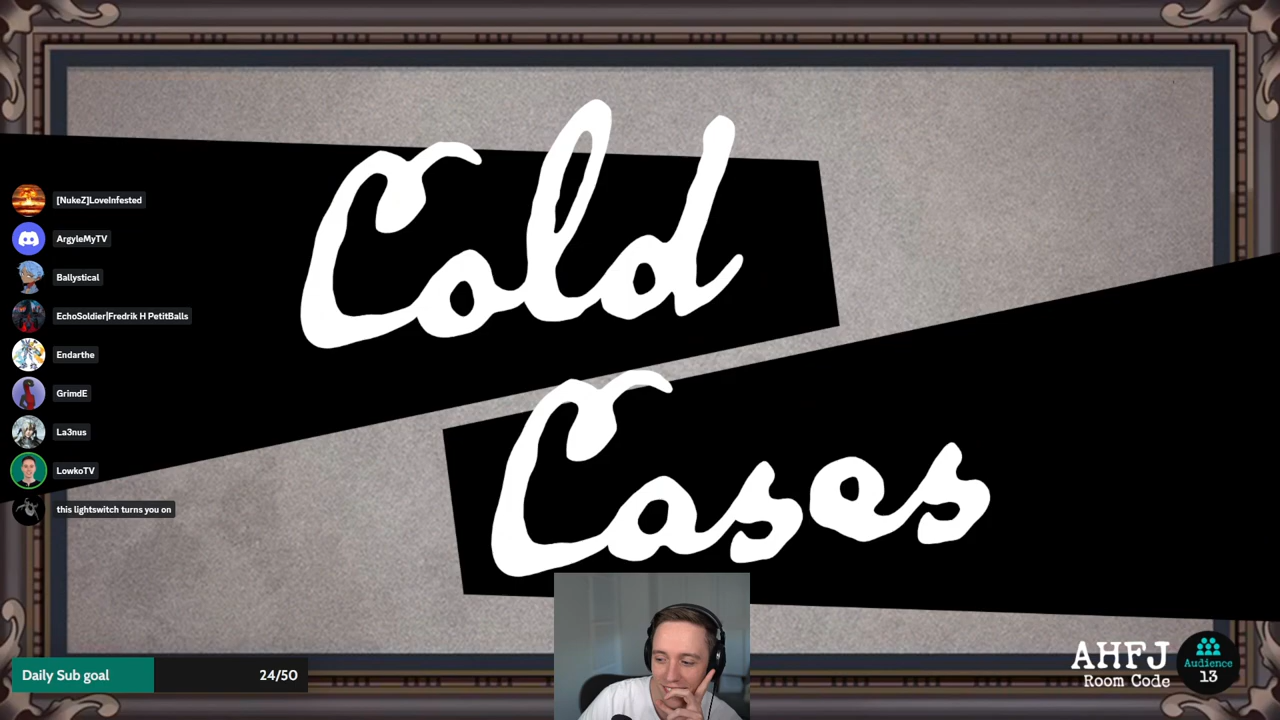 Cold
Cases
[NukeZ]LoveInfested
ArgyleMyTV
Ballystical
EchoSoldier|Fredrik H PetitBalls
Endarthe
GrimdE
La3nus
LowkoTV
this lightswitch turns you on
Daily Sub goal 24/50
AHFJ
Room Code
Audience
13